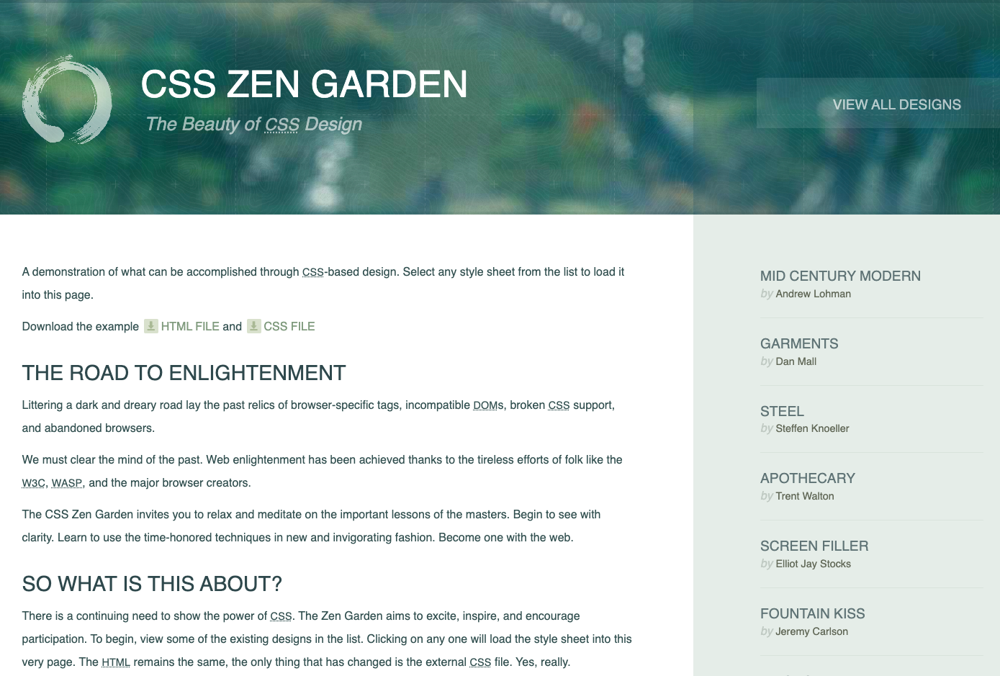 CSS ZEN GARDEN
The Beauty of CSS Design
VIEW ALL DESIGNS
A demonstration of what can be accomplished through CSS-based design. Select any style sheet from the list to load it
into this page.
Download the example HTML FILE and CSS FILE
THE ROAD TO ENLIGHTENMENT
Littering a dark and dreary road lay the past relics of browser-specific tags, incompatible DOMs, broken CSS support,
and abandoned browsers.
We must clear the mind of the past. Web enlightenment has been achieved thanks to the tireless efforts of folk like the
W3C, WASP, and the major browser creators.
The CSS Zen Garden invites you to relax and meditate on the important lessons of the masters. Begin to see with
clarity. Learn to use the time-honored techniques in new and invigorating fashion. Become one with the web.
SO WHAT IS THIS ABOUT?
There is a continuing need to show the power of CSS. The Zen Garden aims to excite, inspire, and encourage
participation. To begin, view some of the existing designs in the list. Clicking on any one will load the style sheet into this
very page. The HTML remains the same, the only thing that has changed is the external CSS file. Yes, really.
MID CENTURY MODERN
by Andrew Lohman
GARMENTS
by Dan Mall
STEEL
by Steffen Knoeller
APOTHECARY
by Trent Walton
SCREEN FILLER
by Elliot Jay Stocks
FOUNTAIN KISS
by Jeremy Carlson